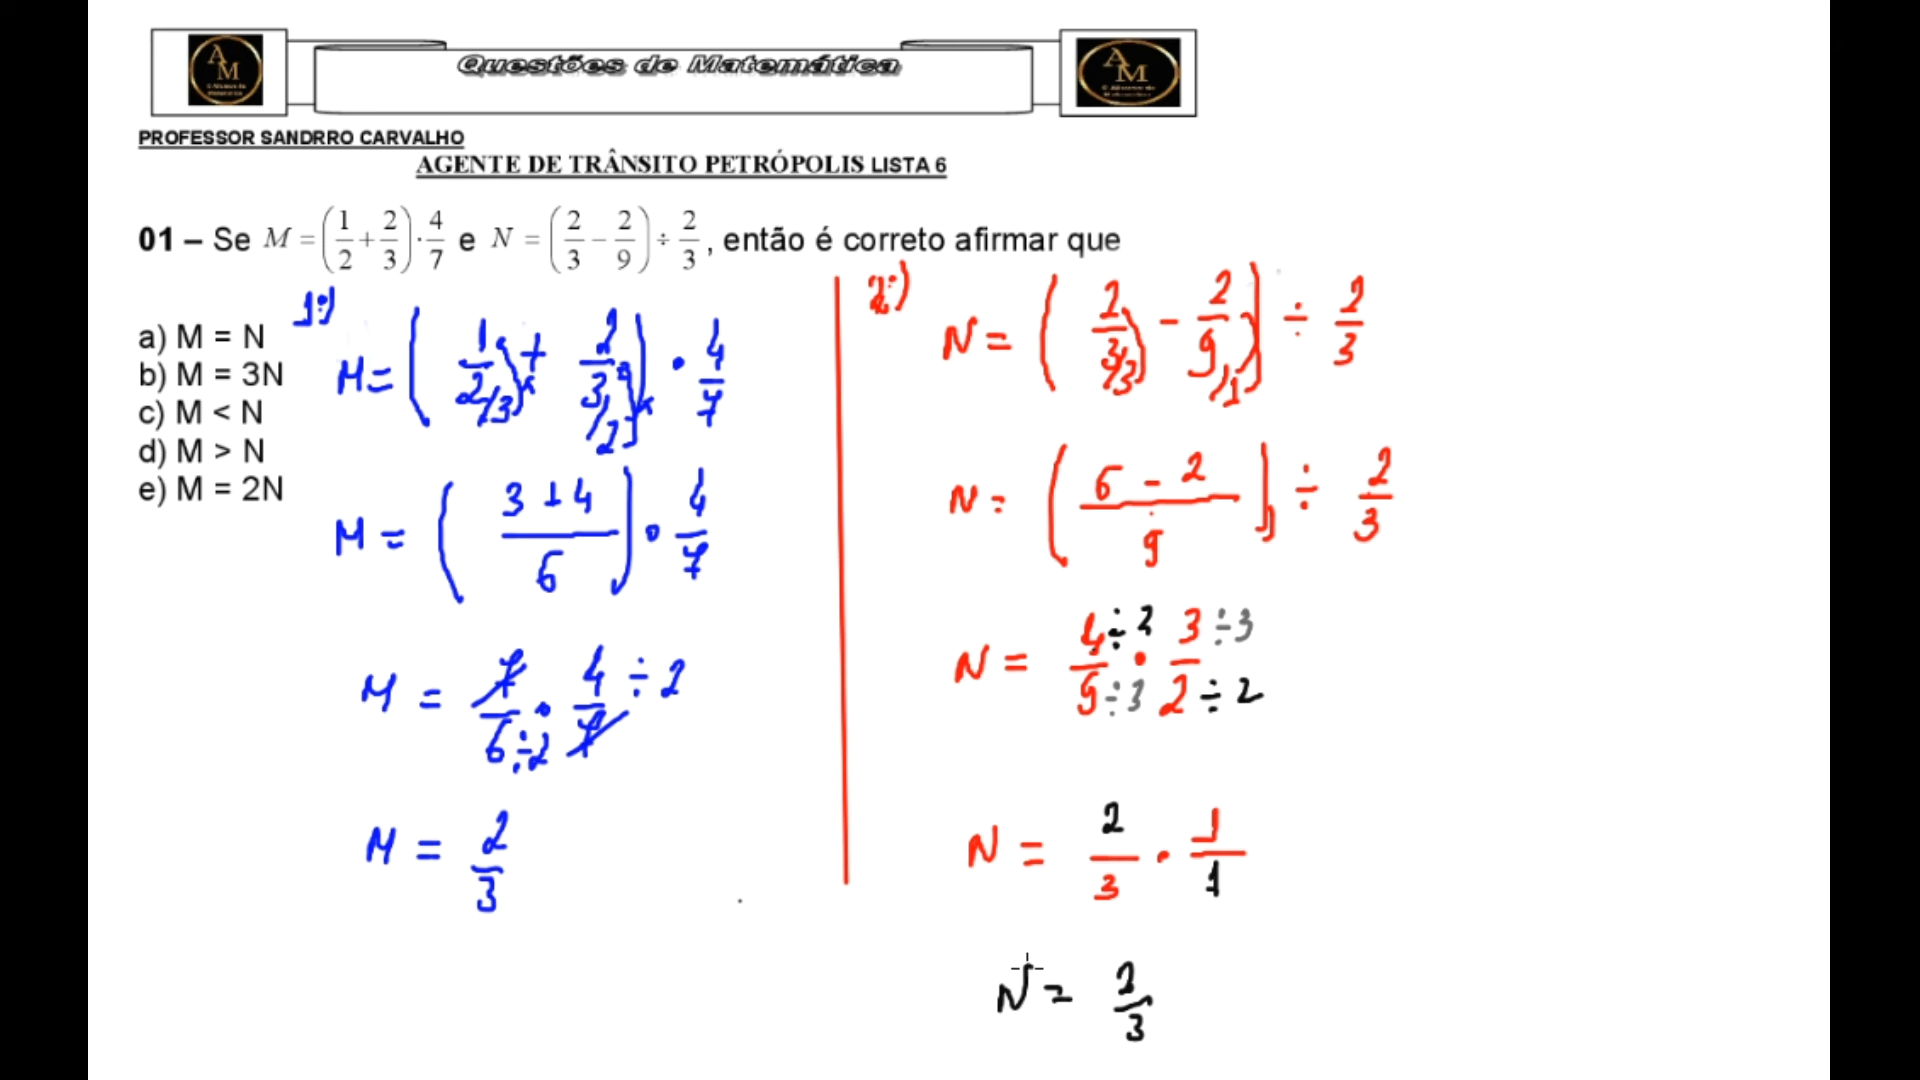 A M
Questões de Matemática
A M
PROFESSOR SANDRRO CARVALHO
AGENTE DE TRÂNSITO PETRÓPOLIS LISTA 6
01 – Se M = (1/2 + 2/3) · 4/7 e N = (2/3 − 2/9) ÷ 2/3 , então é correto afirmar que
a) M = N
b) M = 3N
c) M < N
d) M > N
e) M = 2N
1º)
M = (1/2/3 + 2/3/2) · 4/7
M = (3 + 4/6) · 4/7
M = 7/6÷2 · 4÷2/7
M = 2/3
2º)
N = (2/3/3 − 2/9/1) ÷ 2/3
N = (6 − 2/9) ÷ 2/3
N = 4÷2/9÷3 · 3÷3/2÷2
N = 2/3 · 1/1
N = 2/3